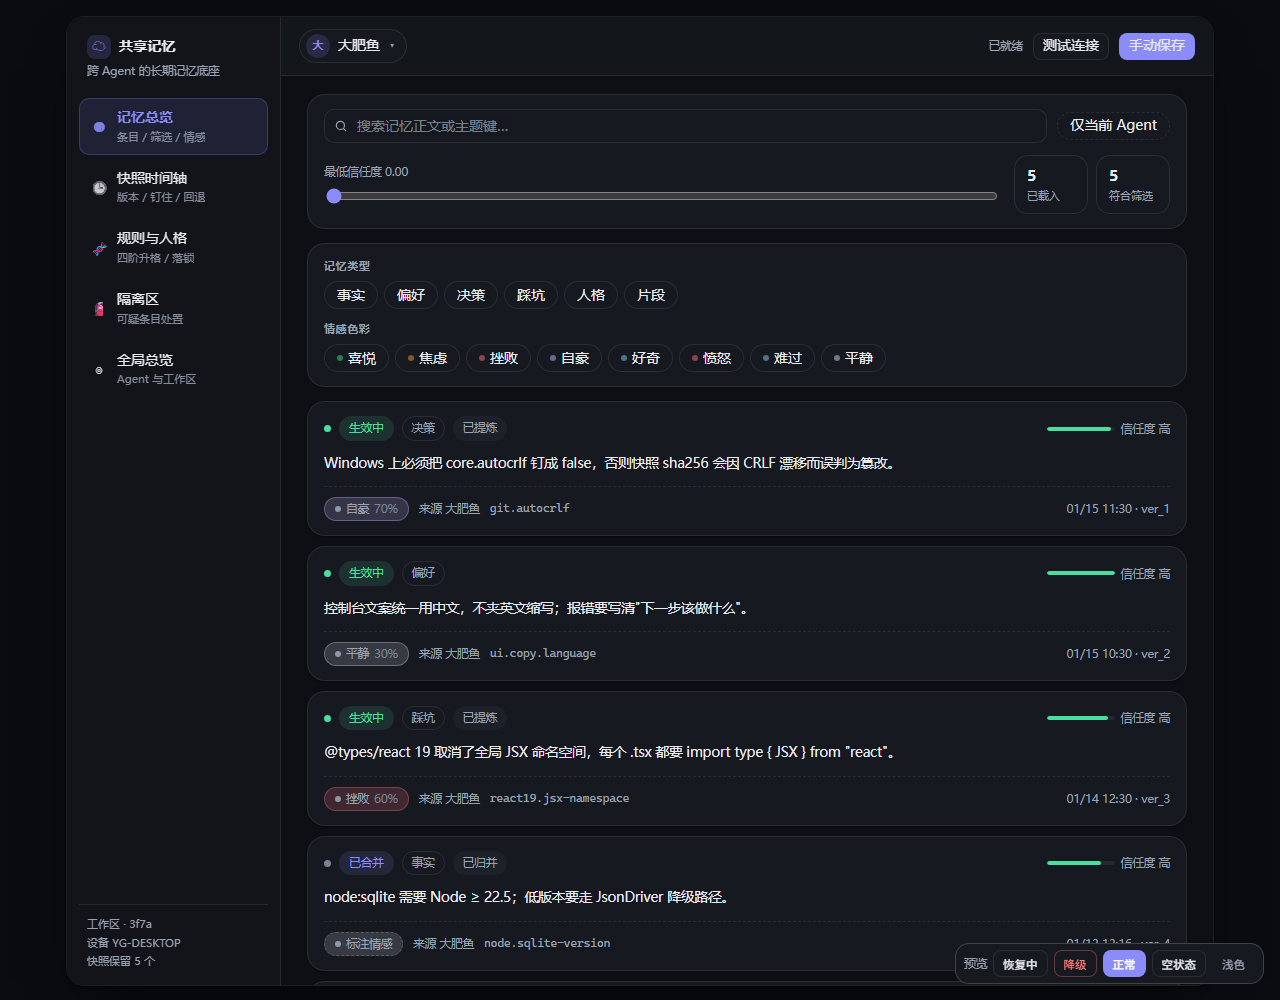 共享记忆
跨 Agent 的长期记忆底座
记忆总览
条目 / 筛选 / 情感
快照时间轴
版本 / 钉住 / 回退
规则与人格
四阶升格 / 落锁
隔离区
可疑条目处置
全局总览
Agent 与工作区
工作区 · 3f7a
设备 YG-DESKTOP
快照保留 5 个
大 大肥鱼
已就绪 测试连接 手动保存
搜索记忆正文或主题键... 仅当前 Agent
最低信任度 0.00
5 已载入
5 符合筛选
记忆类型
事实 偏好 决策 踩坑 人格 片段
情感色彩
喜悦 焦虑 挫败 自豪 好奇 愤怒 难过 平静
生效中 决策 已提炼 信任度 高
Windows 上必须把 core.autocrlf 钉成 false，否则快照 sha256 会因 CRLF 漂移而误判为篡改。
自豪 70% 来源 大肥鱼 git.autocrlf 01/15 11:30 · ver_1
生效中 偏好 信任度 高
控制台文案统一用中文，不夹英文缩写；报错要写清"下一步该做什么"。
平静 30% 来源 大肥鱼 ui.copy.language 01/15 10:30 · ver_2
生效中 踩坑 已提炼 信任度 高
@types/react 19 取消了全局 JSX 命名空间，每个 .tsx 都要 import type { JSX } from "react"。
挫败 60% 来源 大肥鱼 react19.jsx-namespace 01/14 12:30 · ver_3
已合并 事实 已归并 信任度 高
node:sqlite 需要 Node ≥ 22.5；低版本要走 JsonDriver 降级路径。
标注情感 来源 大肥鱼 node.sqlite-version
预览 恢复中 降级 正常 空状态 浅色